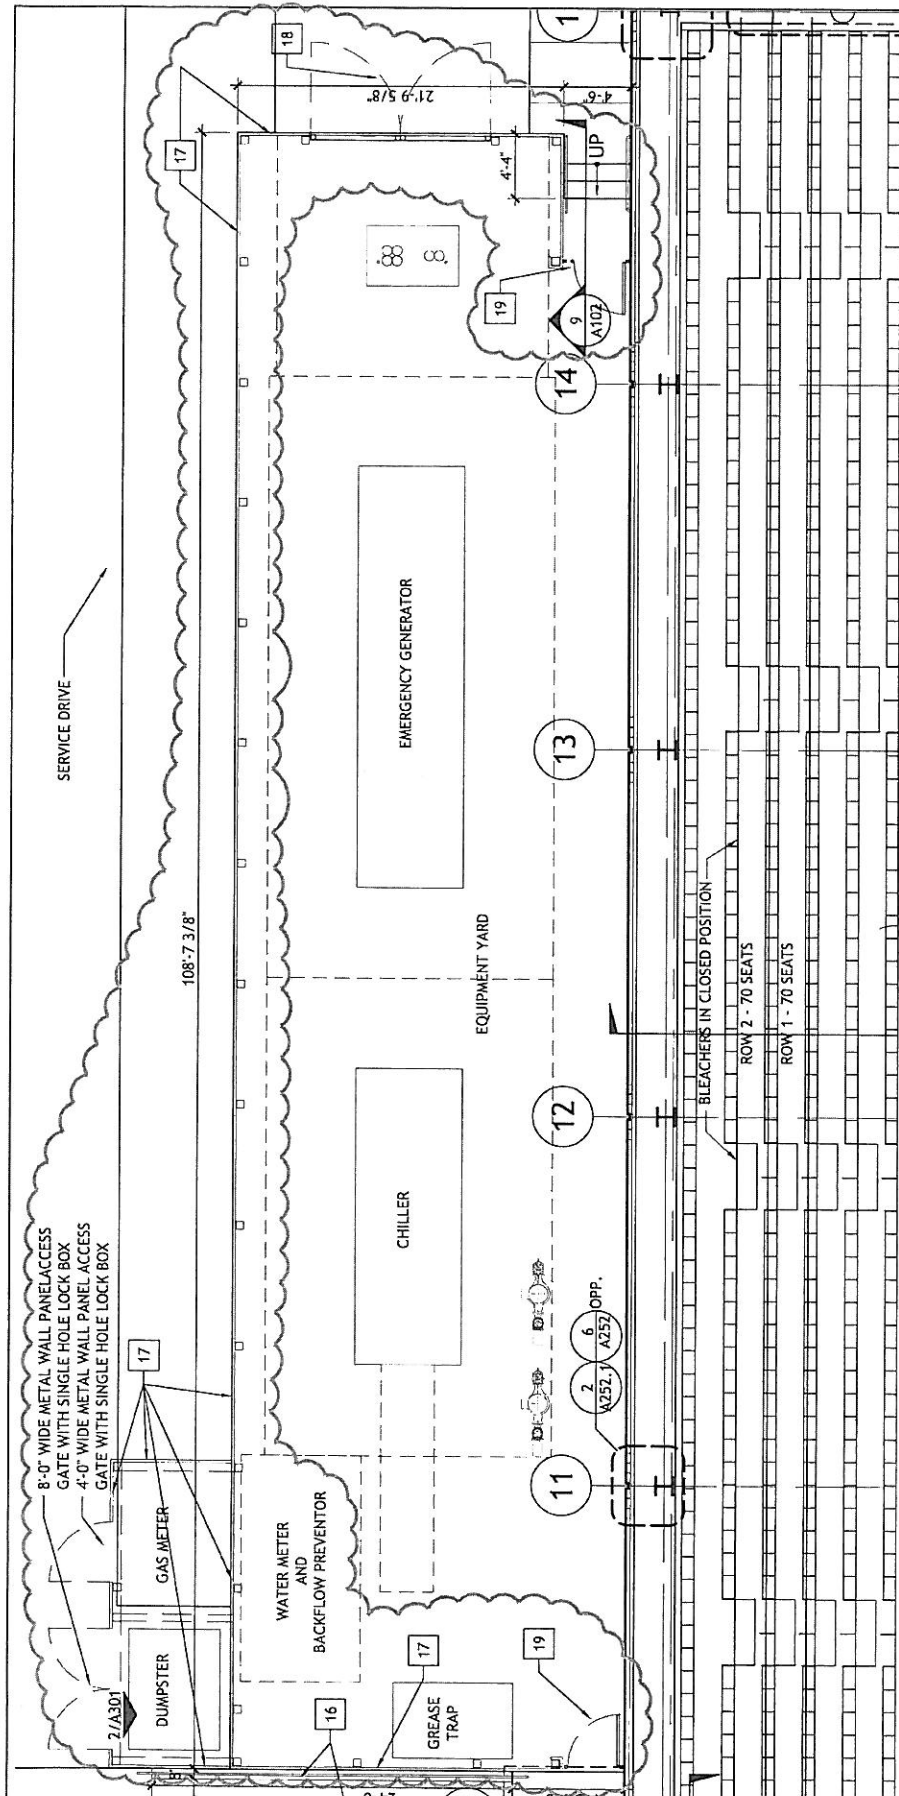 8'-0" WIDE METAL WALL PANELACCESS
GATE WITH SINGLE HOLE LOCK BOX
4'-0" WIDE METAL WALL PANEL ACCESS
GATE WITH SINGLE HOLE LOCK BOX
SERVICE DRIVE
17
18
17
108'-7 3/8"
21'-9 5/8"
4'-6"
4'-4"
UP
2/A301
DUMPSTER
GAS METER
WATER METER
AND
BACKFLOW PREVENTOR
16
17
GREASE
TRAP
19
CHILLER
EQUIPMENT YARD
EMERGENCY GENERATOR
19
9
A102
2
A252.1
6
A252
OPP.
11
12
13
14
1
BLEACHERS IN CLOSED POSITION
ROW 2 - 70 SEATS
ROW 1 - 70 SEATS